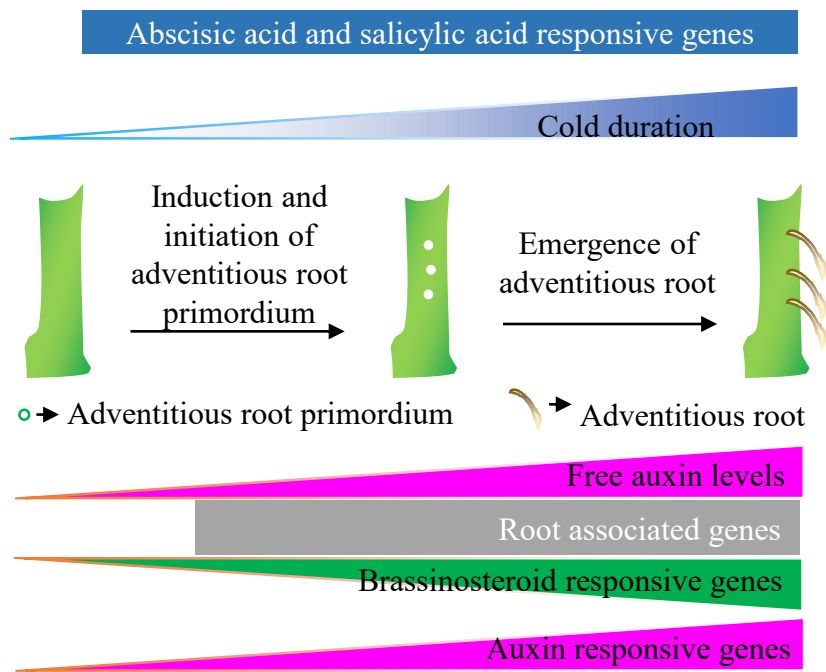 Abscisic acid and salicylic acid responsive genes
Cold duration
Induction and
initiation of
adventitious root
primordium
Emergence of
adventitious root
Adventitious root primordium
Adventitious root
Free auxin levels
Root associated genes
Brassinosteroid responsive genes
Auxin responsive genes